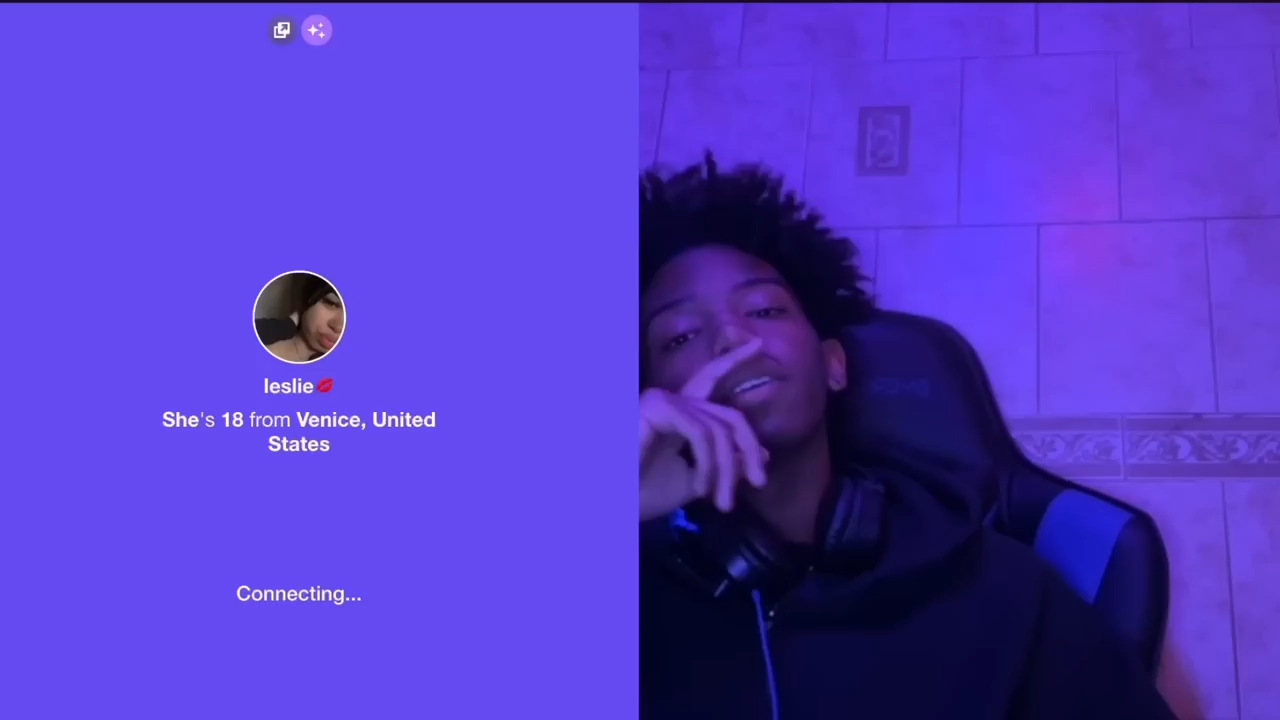 leslie💋
She's 18 from Venice, United
States
Connecting...